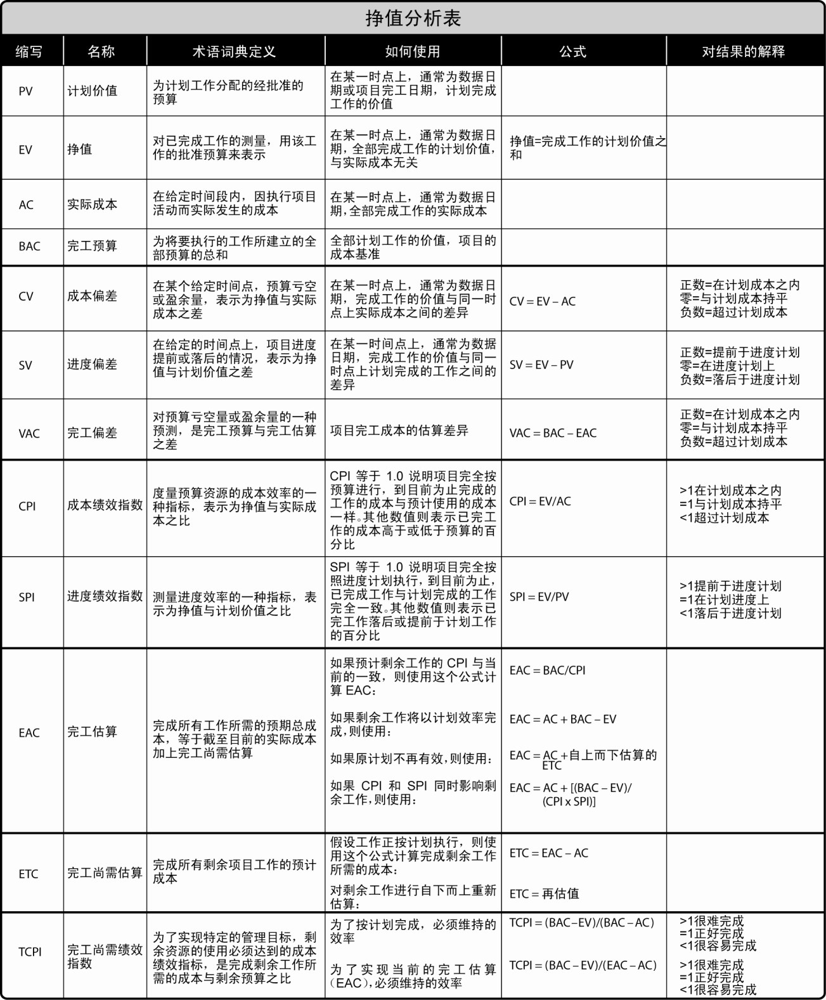 挣值分析表
缩写 名称 术语词典定义 如何使用 公式 对结果的解释
PV
计划价值
为计划工作分配的经批准的
预算
在某一时点上，通常为数据日
期或项目完工日期，计划完成
工作的价值
EV
挣值
对已完成工作的测量，用该工
作的批准预算来表示
在某一时点上，通常为数据日
期，全部完成工作的计划价值，
与实际成本无关
挣值=完成工作的计划价值之
和
AC
实际成本
在给定时间段内，因执行项目
活动而实际发生的成本
在某一时点上，通常为数据日
期，全部完成工作的实际成本
BAC
完工预算
为将要执行的工作所建立的全
部预算的总和
全部计划工作的价值，项目的
成本基准
CV
成本偏差
在某个给定时间点，预算亏空
或盈余量，表示为挣值与实际
成本之差
在某一时点上，通常为数据日
期，完成工作的价值与同一时
点上实际成本之间的差异
CV = EV – AC
正数=在计划成本之内
零=与计划成本持平
负数=超过计划成本
SV
进度偏差
在给定的时间点上，项目进度
提前或落后的情况，表示为挣
值与计划价值之差
在某一时间点上，通常为数据
日期，完成工作的价值与同一
时点上计划完成的工作之间的
差异
SV = EV – PV
正数=提前于进度计划
零=在进度计划上
负数=落后于进度计划
VAC
完工偏差
对预算亏空量或盈余量的一种
预测，是完工预算与完工估算
之差
项目完工成本的估算差异
VAC = BAC – EAC
正数=在计划成本之内
零=与计划成本持平
负数=超过计划成本
CPI
成本绩效指数
度量预算资源的成本效率的一
种指标，表示为挣值与实际成
本之比
CPI 等于 1.0 说明项目完全按
预算进行，到目前为止完成的
工作的成本与预计使用的成本
一样。其他数值则表示已完工
作的成本高于或低于预算的百
分比
CPI = EV/AC
>1在计划成本之内
=1与计划成本持平
<1超过计划成本
SPI
进度绩效指数
测量进度效率的一种指标，表
示为挣值与计划价值之比
SPI 等于 1.0 说明项目完全按
照进度计划执行，到目前为止，
已完成工作与计划完成的工作
完全一致。其他数值则表示已
完工作落后或提前于计划工作
的百分比
SPI = EV/PV
>1提前于进度计划
=1在计划进度上
<1落后于进度计划
EAC
完工估算
完成所有工作所需的预期总成
本，等于截至目前的实际成本
加上完工尚需估算
如果预计剩余工作的 CPI 与当
前的一致，则使用这个公式计
算 EAC：
EAC = BAC/CPI
如果剩余工作将以计划效率完
成，则使用：
EAC = AC + BAC – EV
如果原计划不再有效，则使用：
EAC = AC +自上而下估算的
ETC
如果 CPI 和 SPI 同时影响剩
余工作，则使用：
EAC = AC + [(BAC – EV)/
(CPI x SPI)]
ETC
完工尚需估算
完成所有剩余项目工作的预计
成本
假设工作正按计划执行，则使
用这个公式计算完成剩余工作
所需的成本：
ETC = EAC – AC
对剩余工作进行自下而上重新
估算：
ETC = 再估值
TCPI
完工尚需绩效
指数
为了实现特定的管理目标，剩
余资源的使用必须达到的成本
绩效指标，是完成剩余工作所
需的成本与剩余预算之比
为了按计划完成，必须维持的
效率
TCPI = (BAC–EV)/(BAC – AC)
>1很难完成
=1正好完成
<1很容易完成
为了实现当前的完工估算
（EAC），必须维持的效率
TCPI = (BAC – EV)/(EAC – AC)
>1很难完成
=1正好完成
<1很容易完成